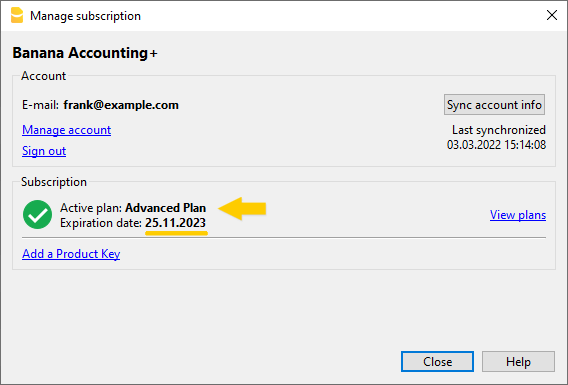 Manage subscription
Banana Accounting+
Account
E-mail: frank@example.com
Sync account info
Manage account
Last synchronized
Sign out
03.03.2022 15:14:08
Subscription
Active plan: Advanced Plan
Expiration date: 25.11.2023
View plans
Add a Product Key
Close
Help